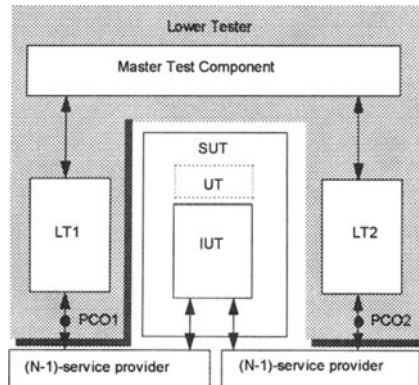 Lower Tester
Master Test Component
SUT
UT
LT1
IUT
LT2
PCO1
PCO2
(N-1)-service provider
(N-1)-service provider